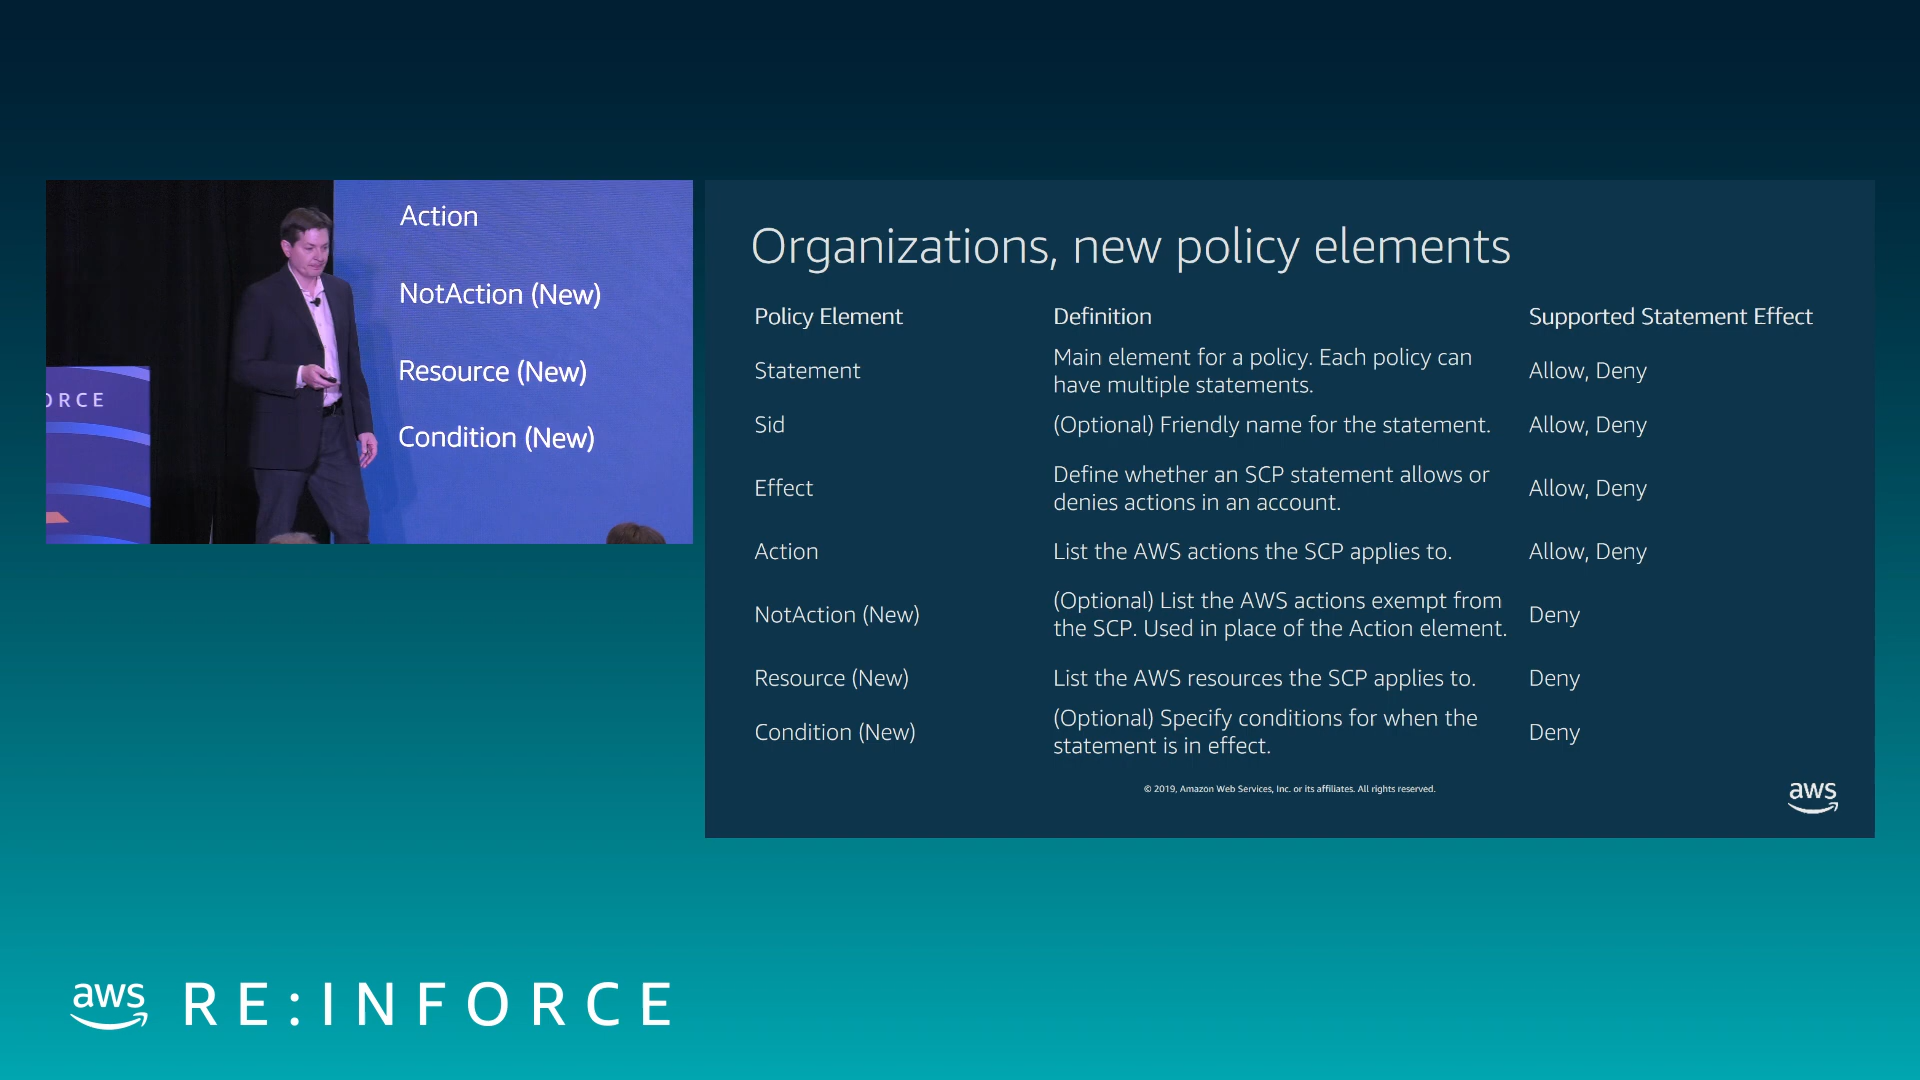 Action
NotAction (New)
Resource (New)
Condition (New)
ORCE
Organizations, new policy elements
Policy Element Definition Supported Statement Effect
Statement Main element for a policy. Each policy can have multiple statements. Allow, Deny
Sid (Optional) Friendly name for the statement. Allow, Deny
Effect Define whether an SCP statement allows or denies actions in an account. Allow, Deny
Action List the AWS actions the SCP applies to. Allow, Deny
NotAction (New) (Optional) List the AWS actions exempt from the SCP. Used in place of the Action element. Deny
Resource (New) List the AWS resources the SCP applies to. Deny
Condition (New) (Optional) Specify conditions for when the statement is in effect. Deny
© 2019, Amazon Web Services, Inc. or its affiliates. All rights reserved.
aws
aws RE:INFORCE